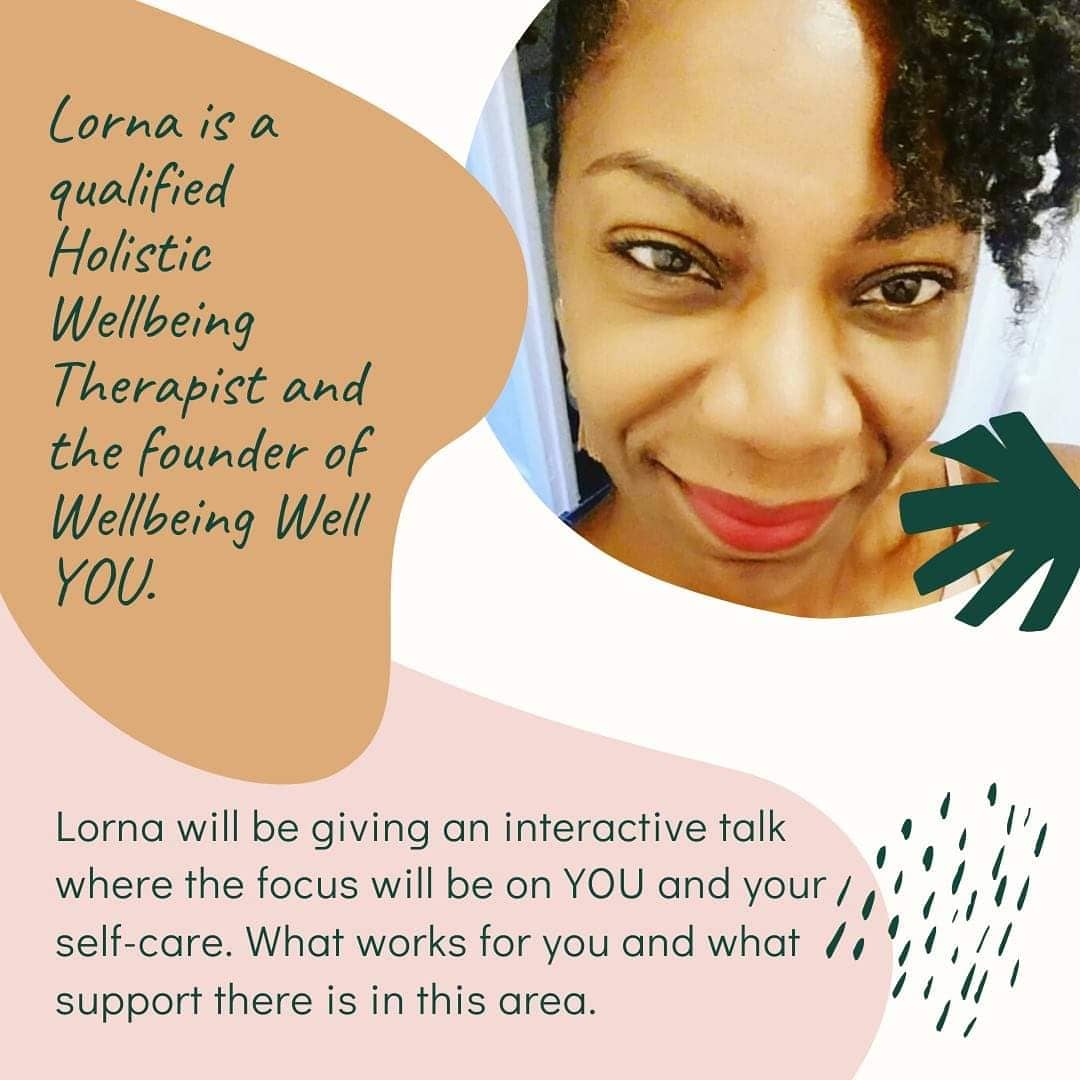 Lorna is a
qualified
Holistic
Wellbeing
Therapist and
the founder of
Wellbeing Well
YOU.
Lorna will be giving an interactive talk
where the focus will be on YOU and your
self-care. What works for you and what
support there is in this area.